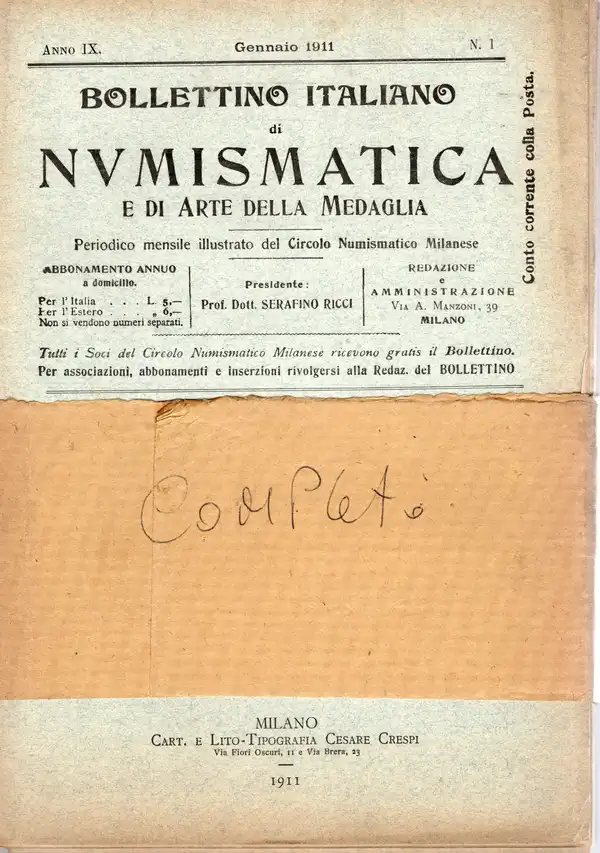 ANNO IX.
Gennaio 1911
N. 1
BOLLETTINO ITALIANO
di
NVMISMATICA
E DI ARTE DELLA MEDAGLIA
Periodico mensile illustrato del Circolo Numismatico Milanese
ABBONAMENTO ANNUO
a domicilio.
Per l'Italia . . . L. 5,—
Per l'Estero . . . „ 6,—
Non si vendono numeri separati.
Presidente:
Prof. Dott. SERAFINO RICCI
REDAZIONE
e
AMMINISTRAZIONE
VIA A. MANZONI, 39
MILANO
Conto corrente colla Posta.
Tutti i Soci del Circolo Numismatico Milanese ricevono gratis il Bollettino.
Per associazioni, abbonamenti e inserzioni rivolgersi alla Redaz. del BOLLETTINO
Completo
MILANO
CART. E LITO-TIPOGRAFIA CESARE CRESPI
Via Fiori Oscuri, 11 e Via Brera, 23
1911